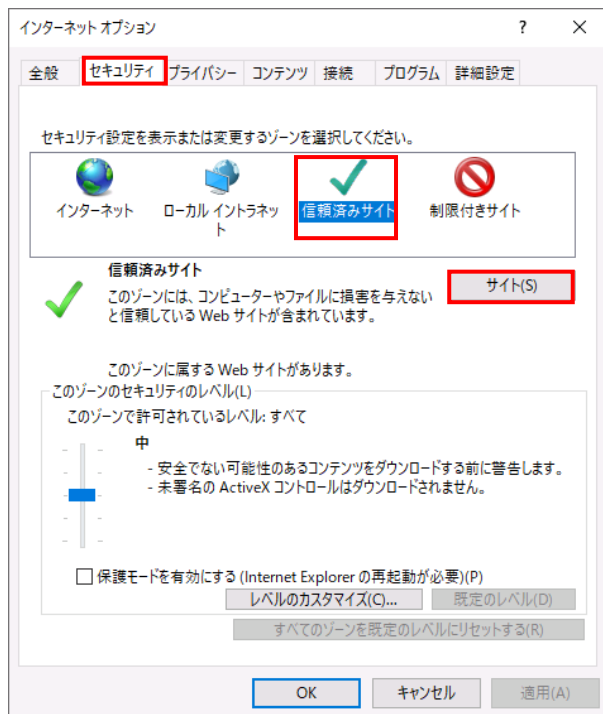 インターネット オプション
?
全般 セキュリティ プライバシー コンテンツ 接続 プログラム 詳細設定
セキュリティ設定を表示または変更するゾーンを選択してください。
インターネット
ローカル イントラネッ
ト
信頼済みサイト
制限付きサイト
信頼済みサイト
このゾーンには、コンピューターやファイルに損害を与えない
と信頼している Web サイトが含まれています。
サイト(S)
このゾーンに属する Web サイトがあります。
このゾーンのセキュリティのレベル(L)
このゾーンで許可されているレベル: すべて
中
- 安全でない可能性のあるコンテンツをダウンロードする前に警告します。
- 未署名の ActiveX コントロールはダウンロードされません。
保護モードを有効にする (Internet Explorer の再起動が必要)(P)
レベルのカスタマイズ(C)... 既定のレベル(D)
すべてのゾーンを既定のレベルにリセットする(R)
OK キャンセル 適用(A)